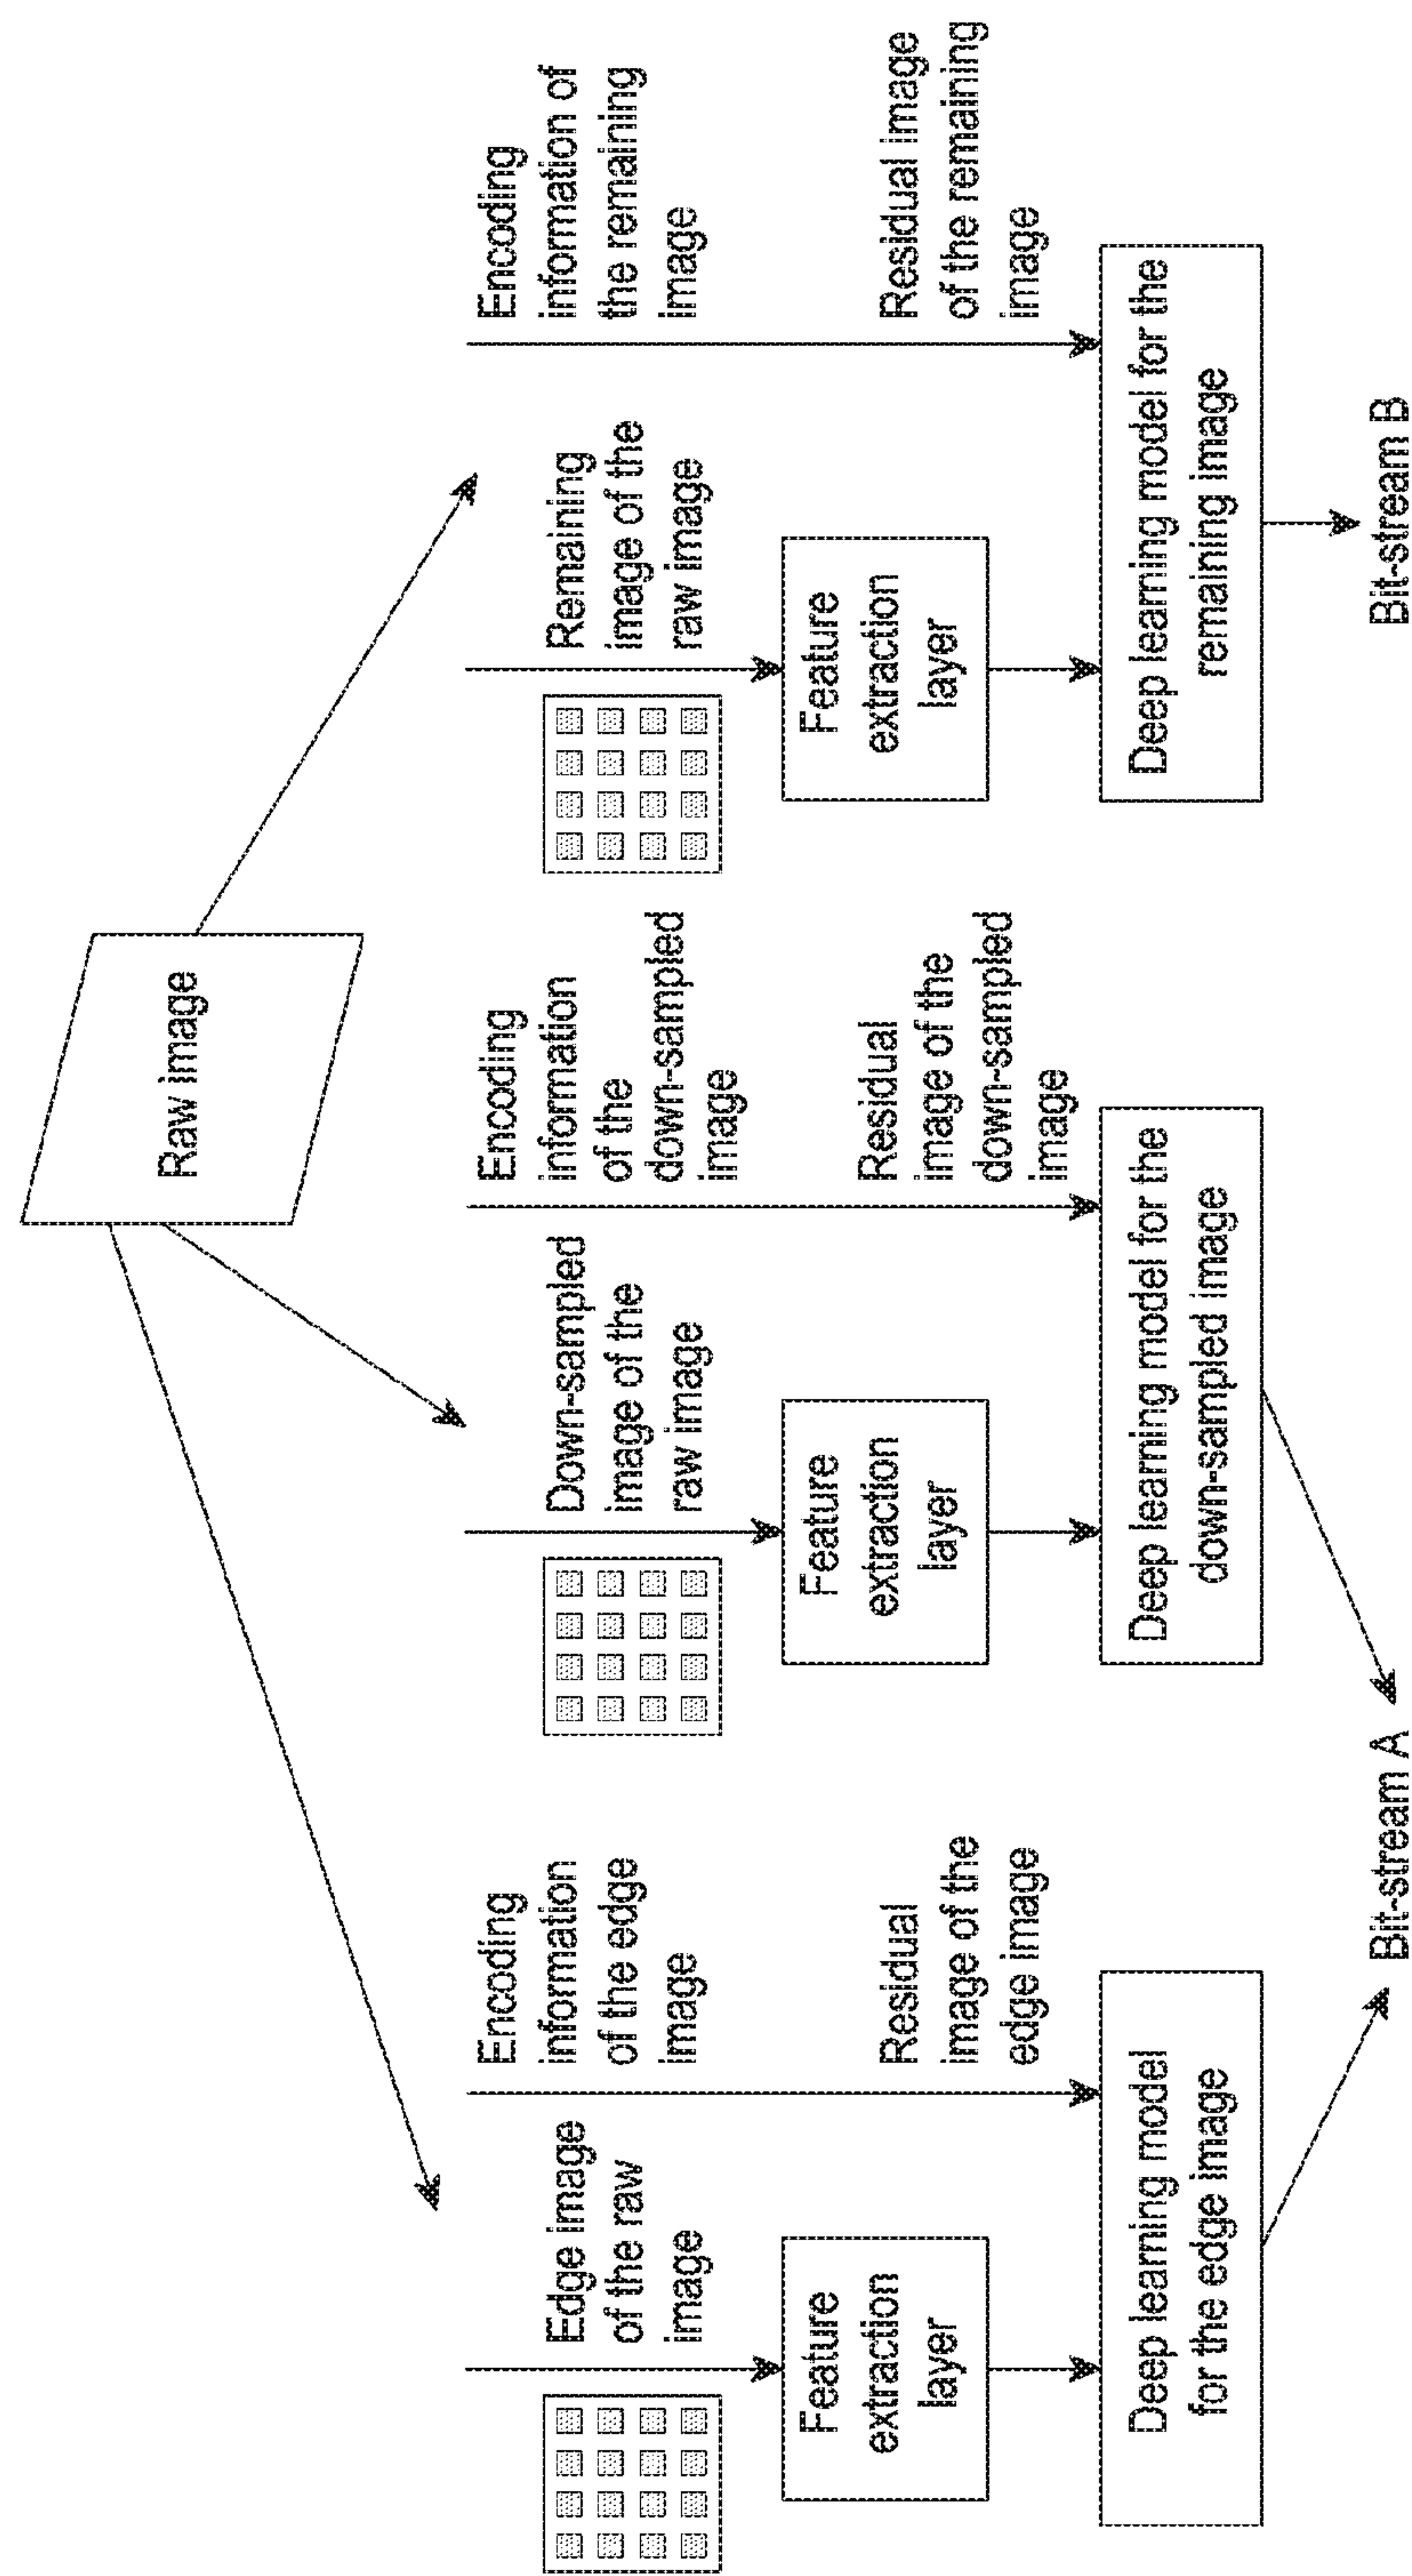 Raw image
Edge image
of the raw
image
Encoding
information
of the edge
image
Feature
extraction
layer
Residual
image of the
edge image
Deep learning model
for the edge image
Down-sampled
image of the
raw image
Encoding
information
of the
down-sampled
image
Feature
extraction
layer
Residual
image of the
down-sampled
image
Deep learning model for the
down-sampled image
Bit-stream A
Remaining
image of the
raw image
Encoding
information of
the remaining
image
Feature
extraction
layer
Residual image
of the remaining
image
Deep learning model for the
remaining image
Bit-stream B